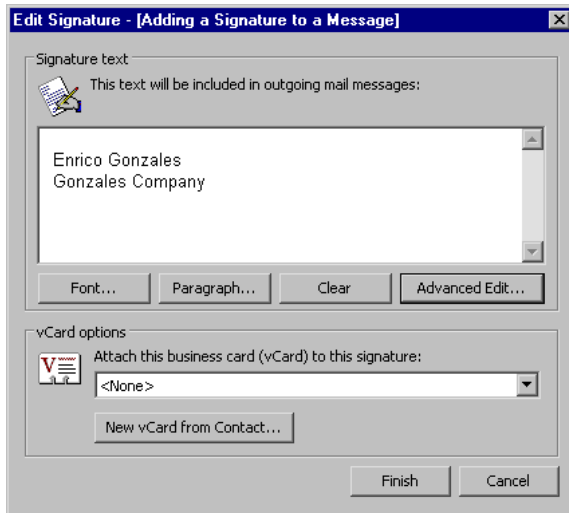 Edit Signature - [Adding a Signature to a Message]
Signature text
This text will be included in outgoing mail messages:
Enrico Gonzales
Gonzales Company
Font... Paragraph... Clear Advanced Edit...
vCard options
Attach this business card (vCard) to this signature:
<None>
New vCard from Contact...
Finish Cancel